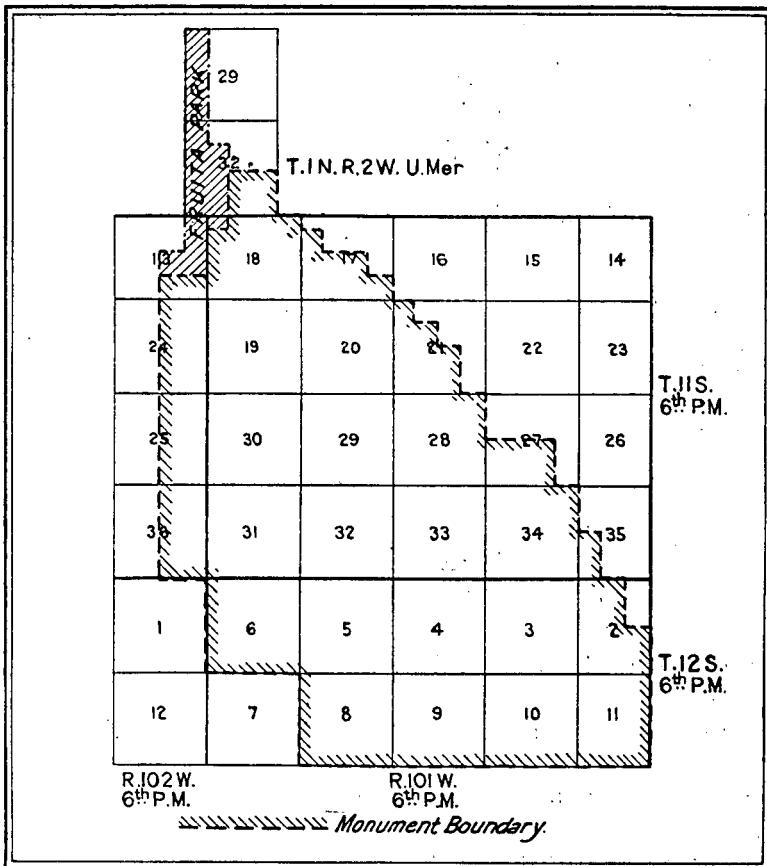 29
FRUITA PARK
32
T.1N.R.2W. U.Mer
13 18 17 16 15 14
24 19 20 21 22 23
T.11S.
6th P.M.
25 30 29 28 27 26
36 31 32 33 34 35
1 6 5 4 3 2
T.12S.
6th P.M.
12 7 8 9 10 11
R.102W.
6th P.M.
R.101W.
6th P.M.
Monument Boundary.